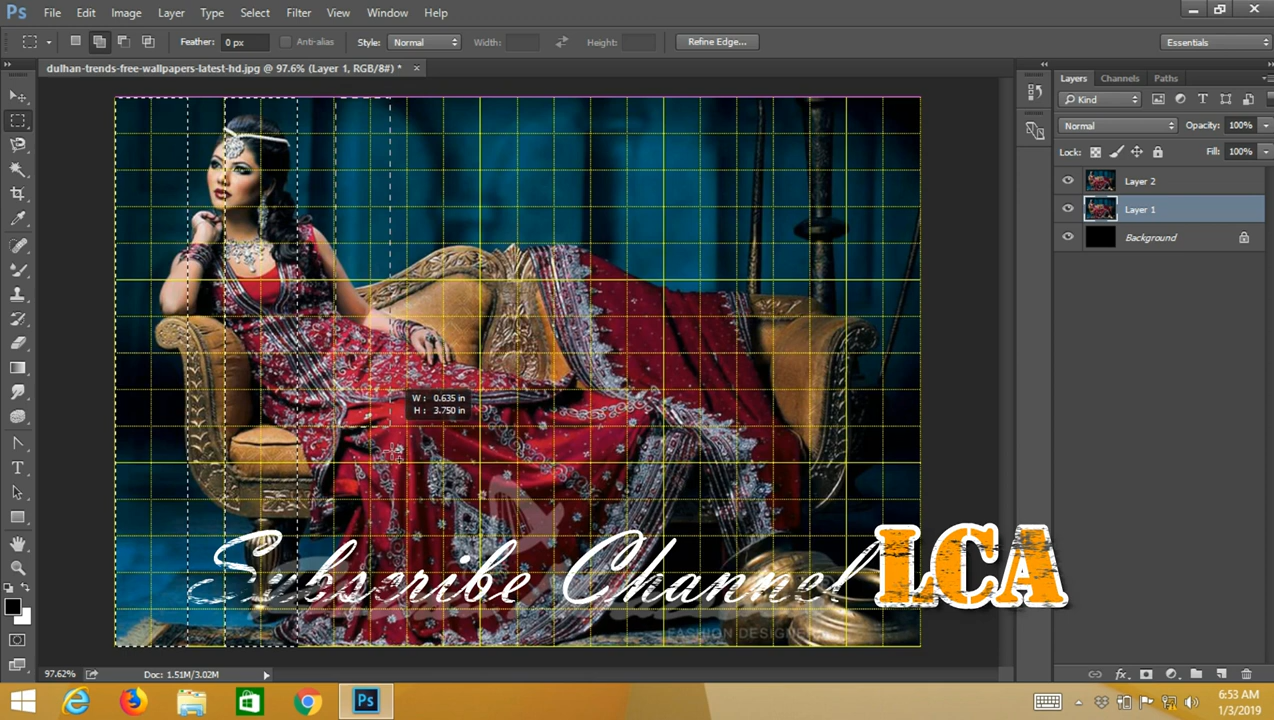 Ps File Edit Image Layer Type Select Filter View Window Help
Feather: 0 px Anti-alias Style: Normal Width: Height: Refine Edge... Essentials
dulhan-trends-free-wallpapers-latest-hd.jpg @ 97.6% (Layer 1, RGB/8#) *
Layers Channels Paths
Kind
Normal Opacity: 100%
Lock: Fill: 100%
Layer 2
Layer 1
Background
W: 0.635 in
H: 3.750 in
Subscribe Channel LCA
FASHION DESIGNER
97.62% Doc: 1.51M/3.02M
Ps
6:53 AM
1/3/2019